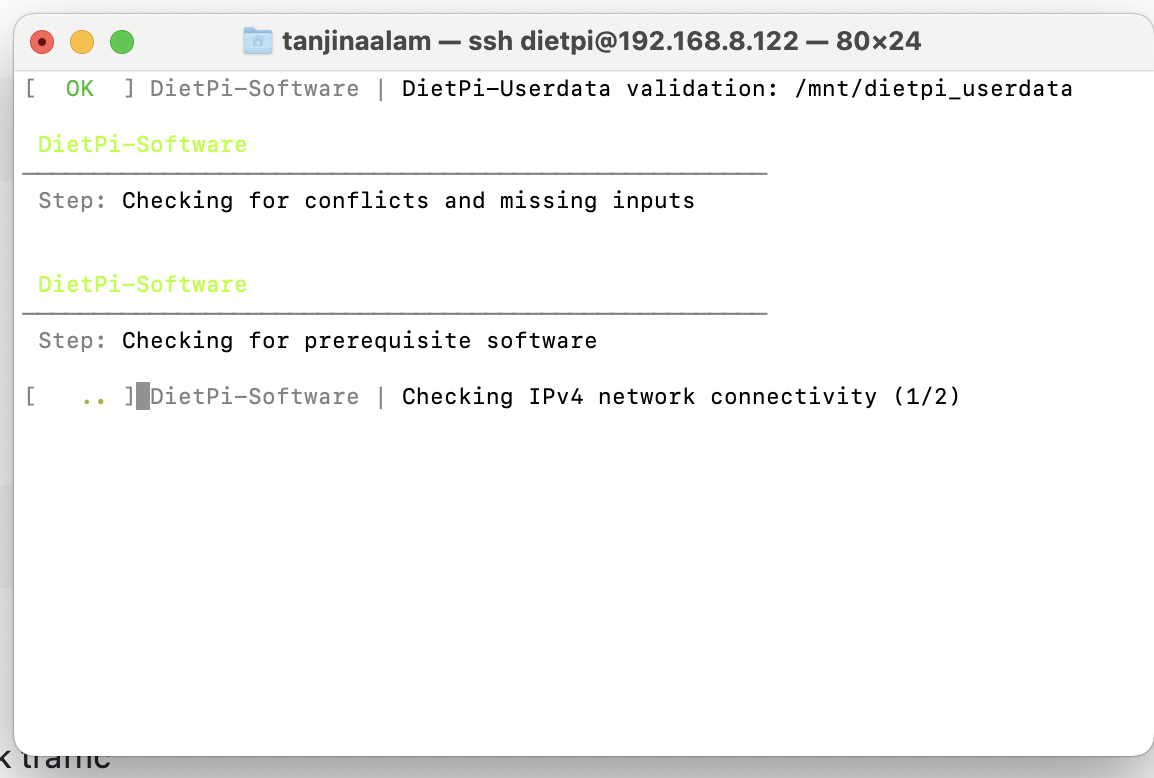 tanjinaalam — ssh dietpi@192.168.8.122 — 80×24
[  OK  ] DietPi-Software | DietPi-Userdata validation: /mnt/dietpi_userdata
DietPi-Software
Step: Checking for conflicts and missing inputs
DietPi-Software
Step: Checking for prerequisite software
[   .. ] DietPi-Software | Checking IPv4 network connectivity (1/2)
k traffic